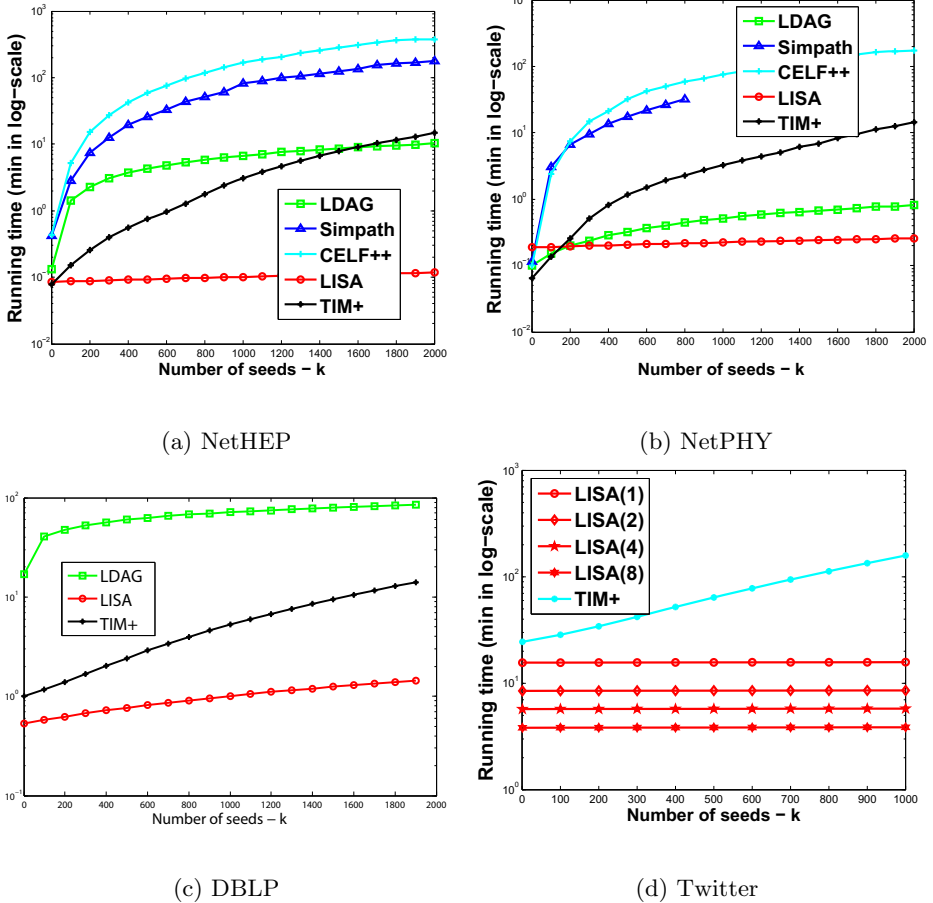 10^3
10^2
10^1
10^0
10^-1
10^-2
Running time (min in log-scale)
LDAG
Simpath
CELF++
LISA
TIM+
0 200 400 600 800 1000 1200 1400 1600 1800 2000
Number of seeds - k
(a) NetHEP
10^2
10^1
10^0
10^-1
10^-2
Running time (min in log-scale)
LDAG
Simpath
CELF++
LISA
TIM+
0 200 400 600 800 1000 1200 1400 1600 1800 2000
Number of seeds - k
(b) NetPHY
10^2
10^1
10^0
10^-1
LDAG
LISA
TIM+
0 200 400 600 800 1000 1200 1400 1600 1800 2000
Number of seeds - k
(c) DBLP
10^3
10^2
10^1
10^0
Running time (min in log-scale)
LISA(1)
LISA(2)
LISA(4)
LISA(8)
TIM+
0 100 200 300 400 500 600 700 800 900 1000
Number of seeds - k
(d) Twitter